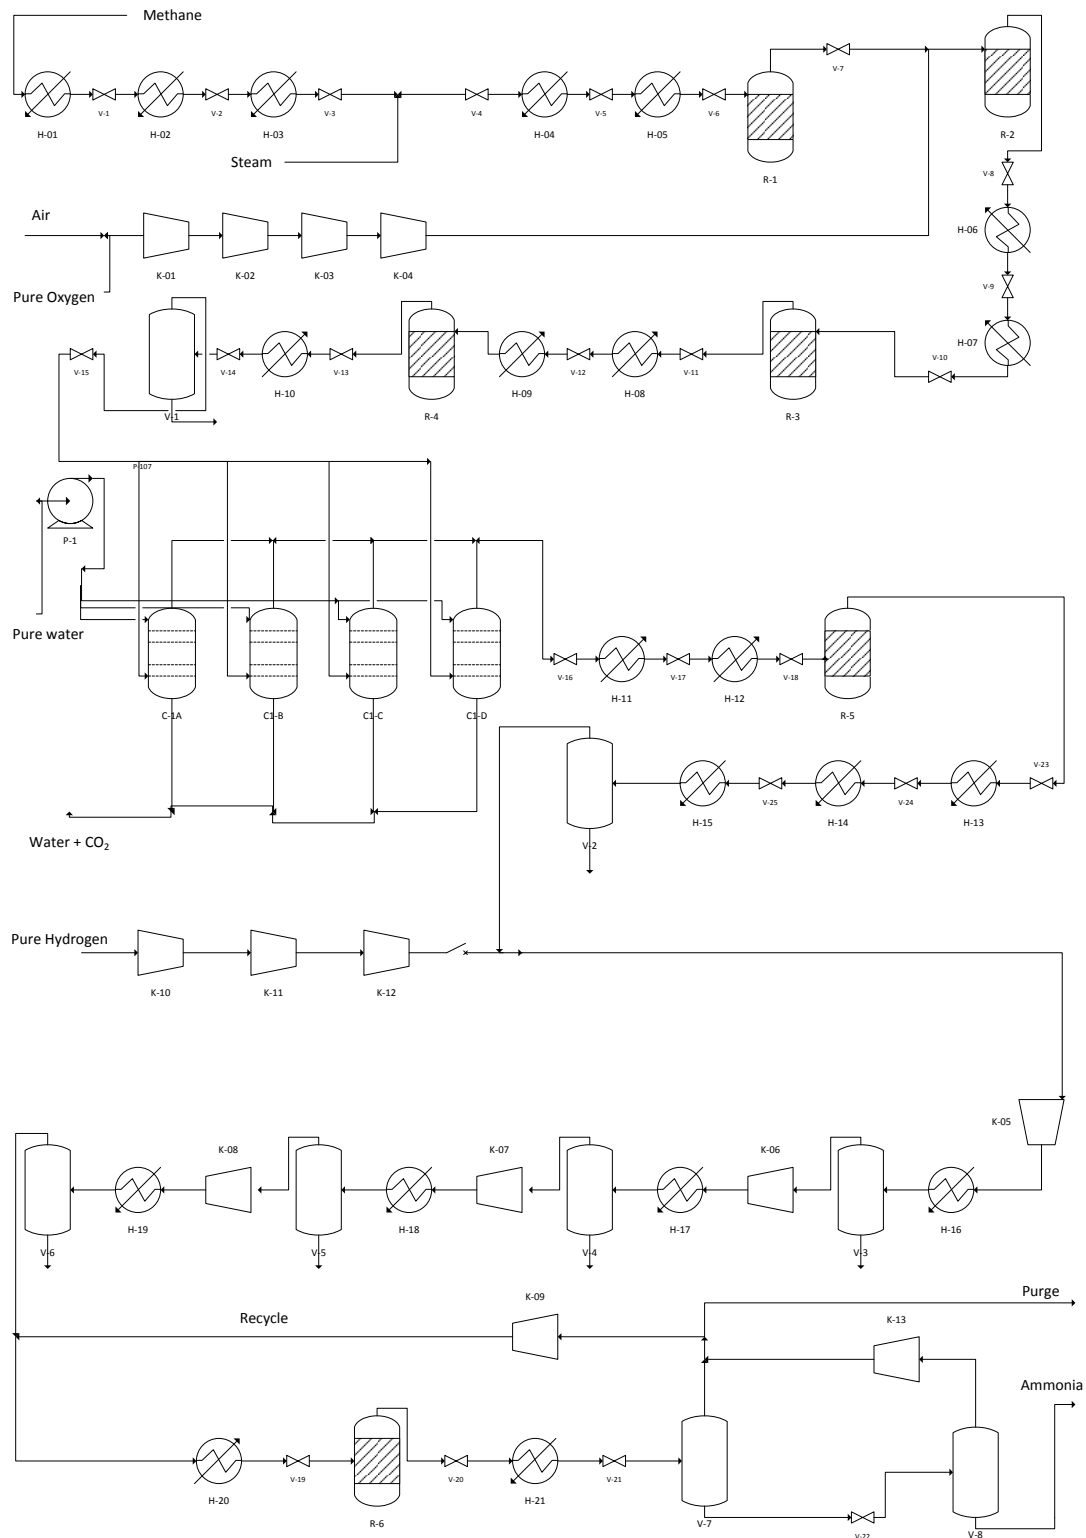 Methane
V-7
V-1
V-2
V-3
V-4
V-5
V-6
H-01
H-02
H-03
H-04
H-05
R-2
Steam
R-1
V-8
Air
H-06
K-01
K-02
K-03
K-04
V-9
Pure Oxygen
H-07
V-15
V-14
V-13
V-12
V-11
V-10
H-10
H-09
H-08
V-1
R-4
R-3
P-107
P-1
Pure water
V-16
V-17
V-18
H-11
H-12
R-5
C-1A
C1-B
C1-C
C1-D
V-23
V-25
V-24
H-15
H-14
H-13
Water + CO2
V-2
Pure Hydrogen
K-10
K-11
K-12
K-05
K-08
K-07
K-06
H-19
H-18
H-17
H-16
V-6
V-5
V-4
V-3
Purge
K-09
Recycle
K-13
Ammonia
V-19
V-20
V-21
H-20
H-21
R-6
V-7
V-22
V-8